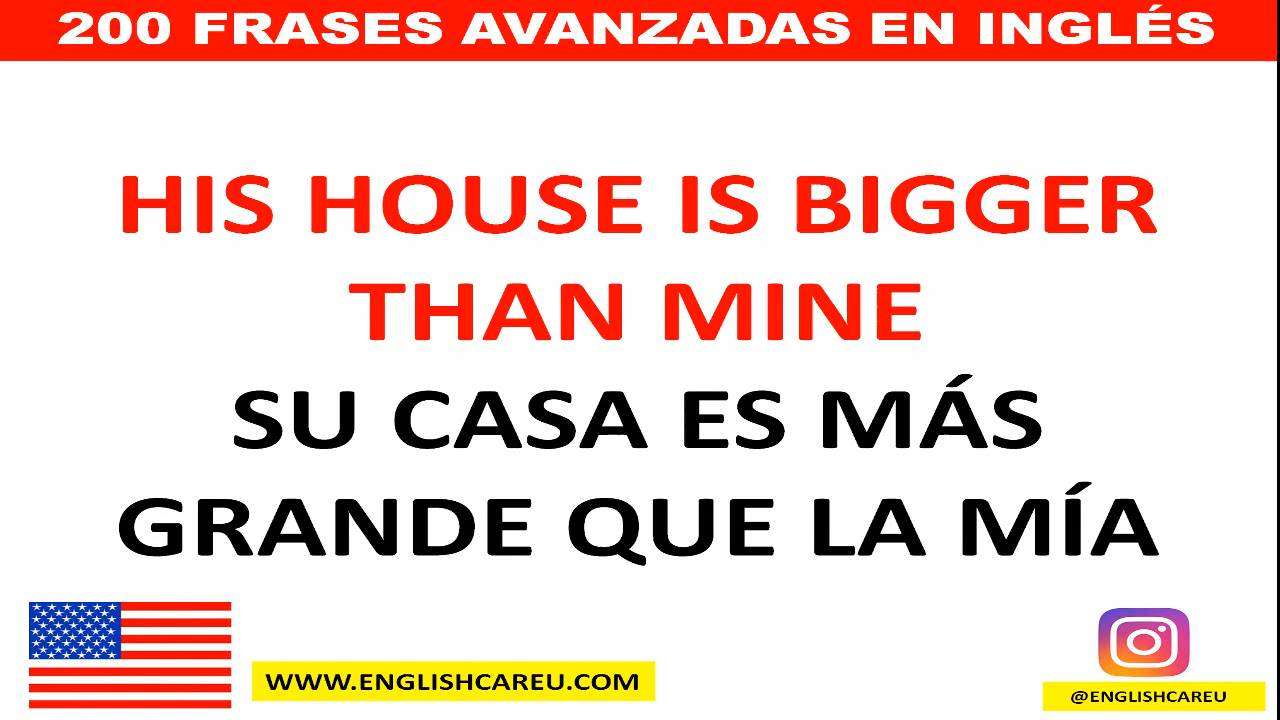 200 FRASES AVANZADAS EN INGLÉS
HIS HOUSE IS BIGGER
THAN MINE
SU CASA ES MÁS
GRANDE QUE LA MÍA
WWW.ENGLISHCAREU.COM
@ENGLISHCAREU